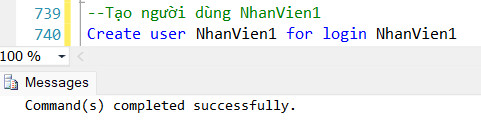 739 --Tạo người dùng NhanVien1
740 Create user NhanVien1 for login NhanVien1
100 %
Messages
Command(s) completed successfully.